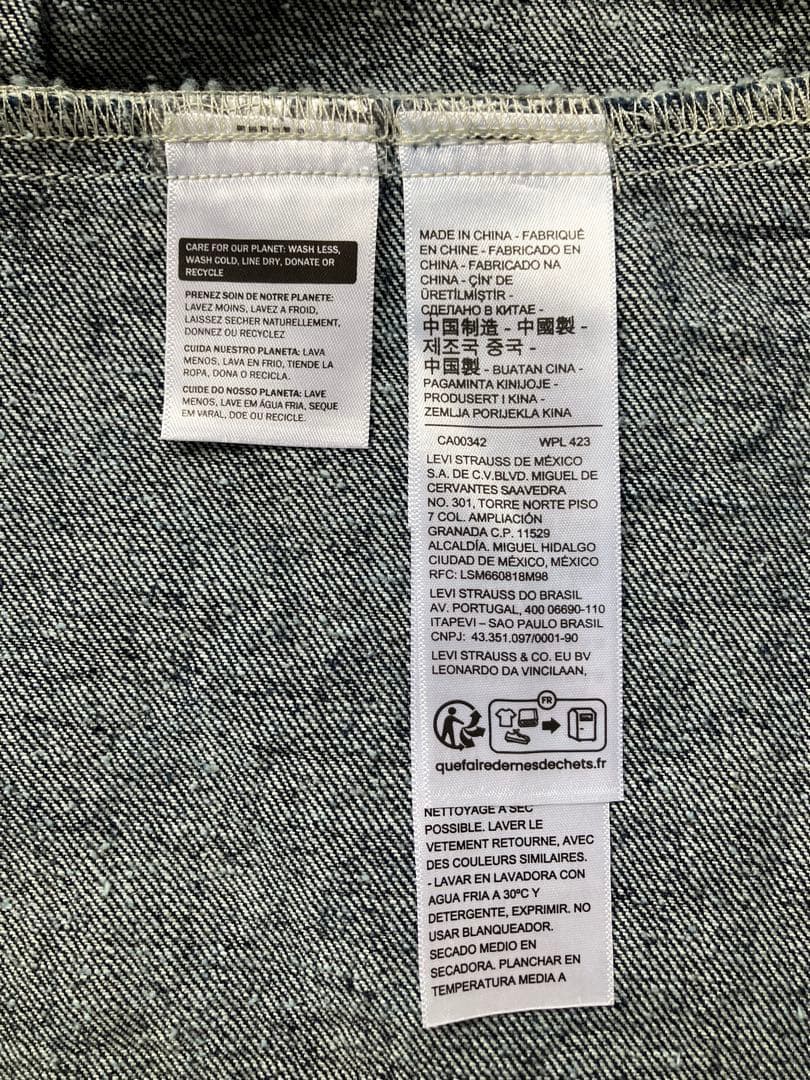 CARE FOR OUR PLANET: WASH LESS,
WASH COLD, LINE DRY, DONATE OR
RECYCLE
PRENEZ SOIN DE NOTRE PLANETE:
LAVEZ MOINS, LAVEZ A FROID,
LAISSEZ SECHER NATURELLEMENT,
DONNEZ OU RECYCLEZ
CUIDA NUESTRO PLANETA: LAVA
MENOS, LAVA EN FRIO, TIENDE LA
ROPA, DONA O RECICLA.
CUIDE DO NOSSO PLANETA: LAVE
MENOS, LAVE EM ÁGUA FRIA, SEQUE
EM VARAL, DOE OU RECICLE.
MADE IN CHINA - FABRIQUÉ
EN CHINE - FABRICADO EN
CHINA - FABRICADO NA
CHINA - ÇİN' DE
ÜRETİLMİŞTİR -
СДЕЛАНО В КИТАЕ -
中国制造 - 中國製 -
제조국 중국 -
中国製 - BUATAN CINA -
PAGAMINTA KINIJOJE -
PRODUSERT I KINA -
ZEMLJA PORIJEKLA KINA
CA00342 WPL 423
LEVI STRAUSS DE MÉXICO
S.A. DE C.V.BLVD. MIGUEL DE
CERVANTES SAAVEDRA
NO. 301, TORRE NORTE PISO
7 COL. AMPLIACIÓN
GRANADA C.P. 11529
ALCALDÍA. MIGUEL HIDALGO
CIUDAD DE MÉXICO, MÉXICO
RFC: LSM660818M98
LEVI STRAUSS DO BRASIL
AV. PORTUGAL, 400 06690-110
ITAPEVI – SAO PAULO BRASIL
CNPJ: 43.351.097/0001-90
LEVI STRAUSS & CO. EU BV
LEONARDO DA VINCILAAN,
FR
quefairedemesdechets.fr
NETTOYAGE A SEC
POSSIBLE. LAVER LE
VETEMENT RETOURNE, AVEC
DES COULEURS SIMILAIRES.
- LAVAR EN LAVADORA CON
AGUA FRIA A 30ºC Y
DETERGENTE, EXPRIMIR. NO
USAR BLANQUEADOR.
SECADO MEDIO EN
SECADORA. PLANCHAR EN
TEMPERATURA MEDIA A